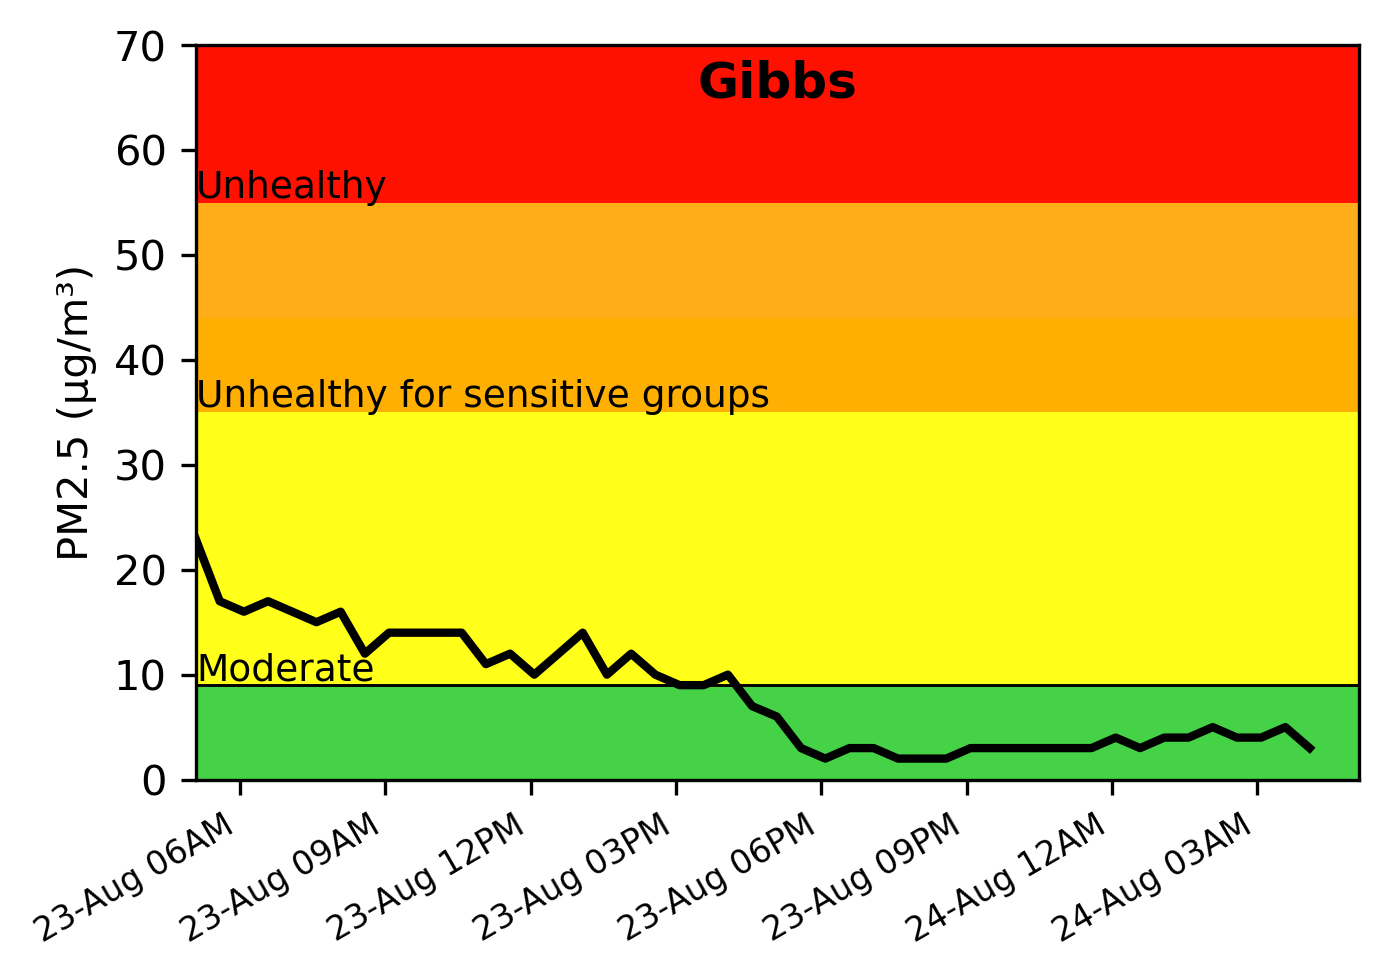 Gibbs
PM2.5 (µg/m³)
70
60
50
40
30
20
10
0
Unhealthy
Unhealthy for sensitive groups
Moderate
23-Aug 06AM
23-Aug 09AM
23-Aug 12PM
23-Aug 03PM
23-Aug 06PM
23-Aug 09PM
24-Aug 12AM
24-Aug 03AM